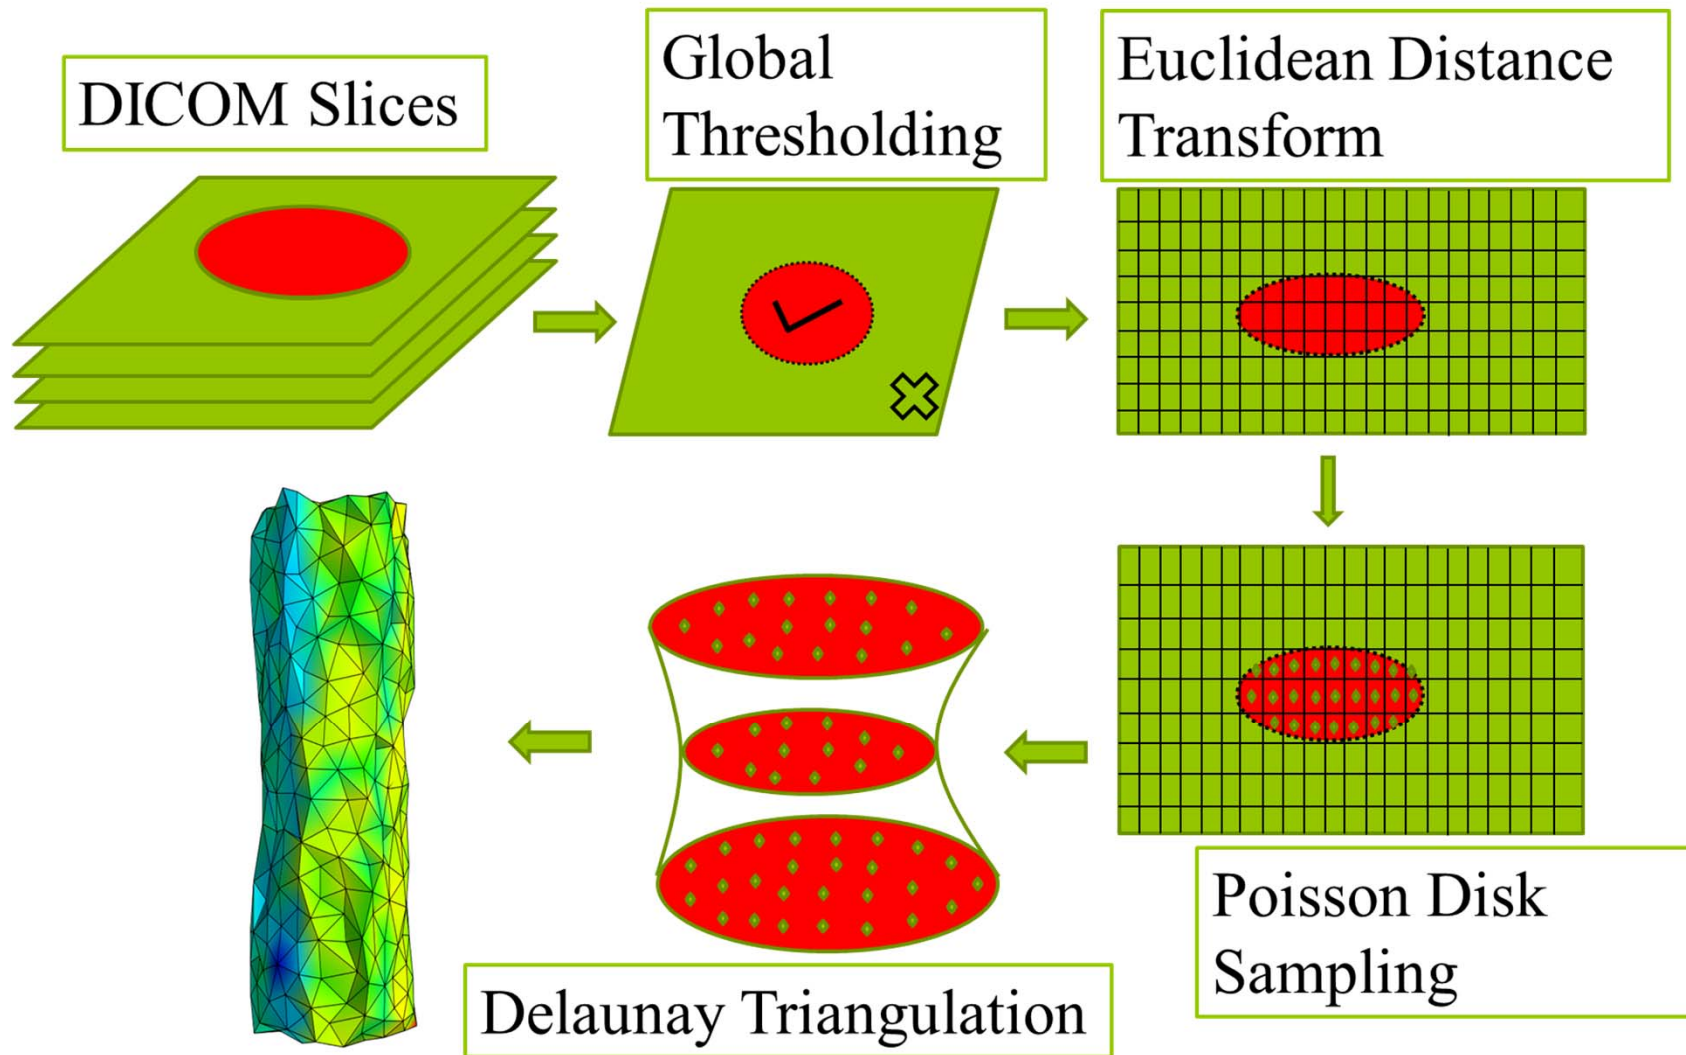 DICOM Slices
Global
Thresholding
Euclidean Distance
Transform
Poisson Disk
Sampling
Delaunay Triangulation